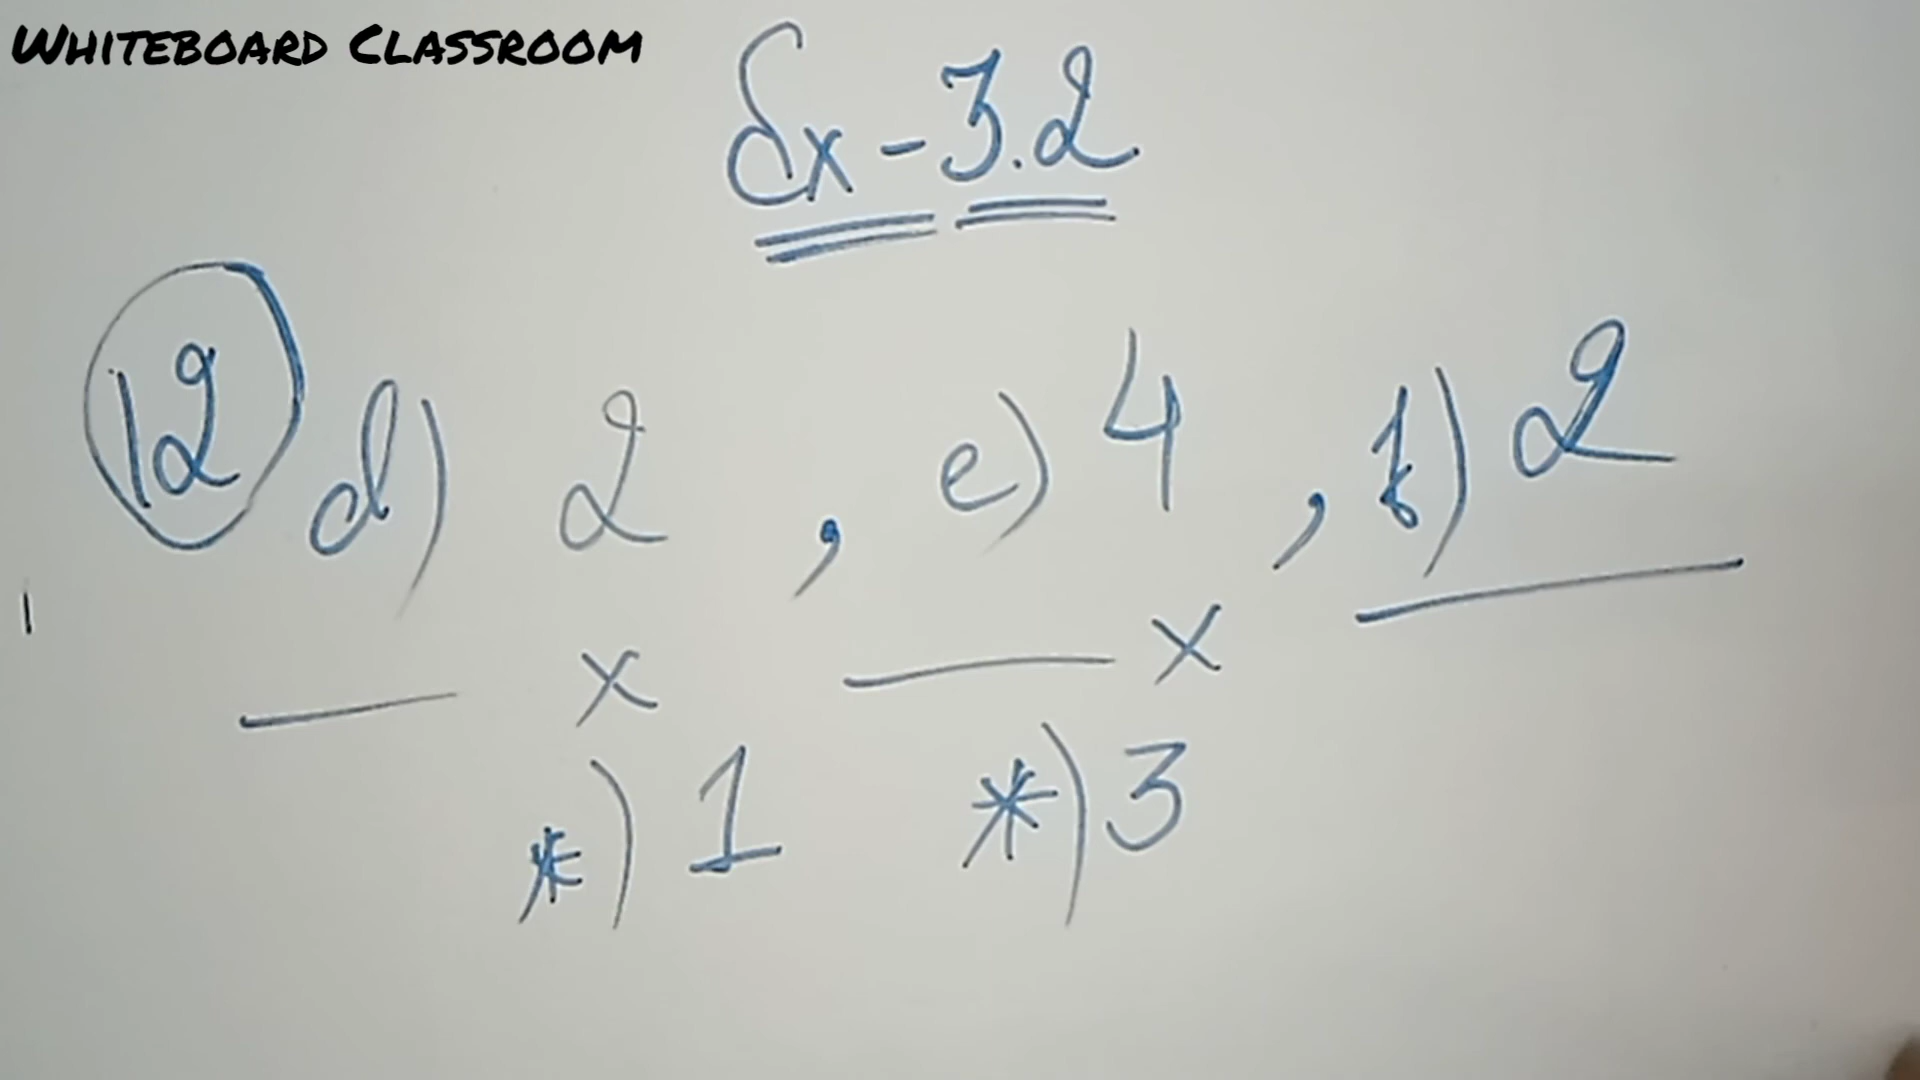 WHITEBOARD CLASSROOM
Ex-3.2
12 d) 2 , e) 4 , f) 2
x x
*) 1 *) 3